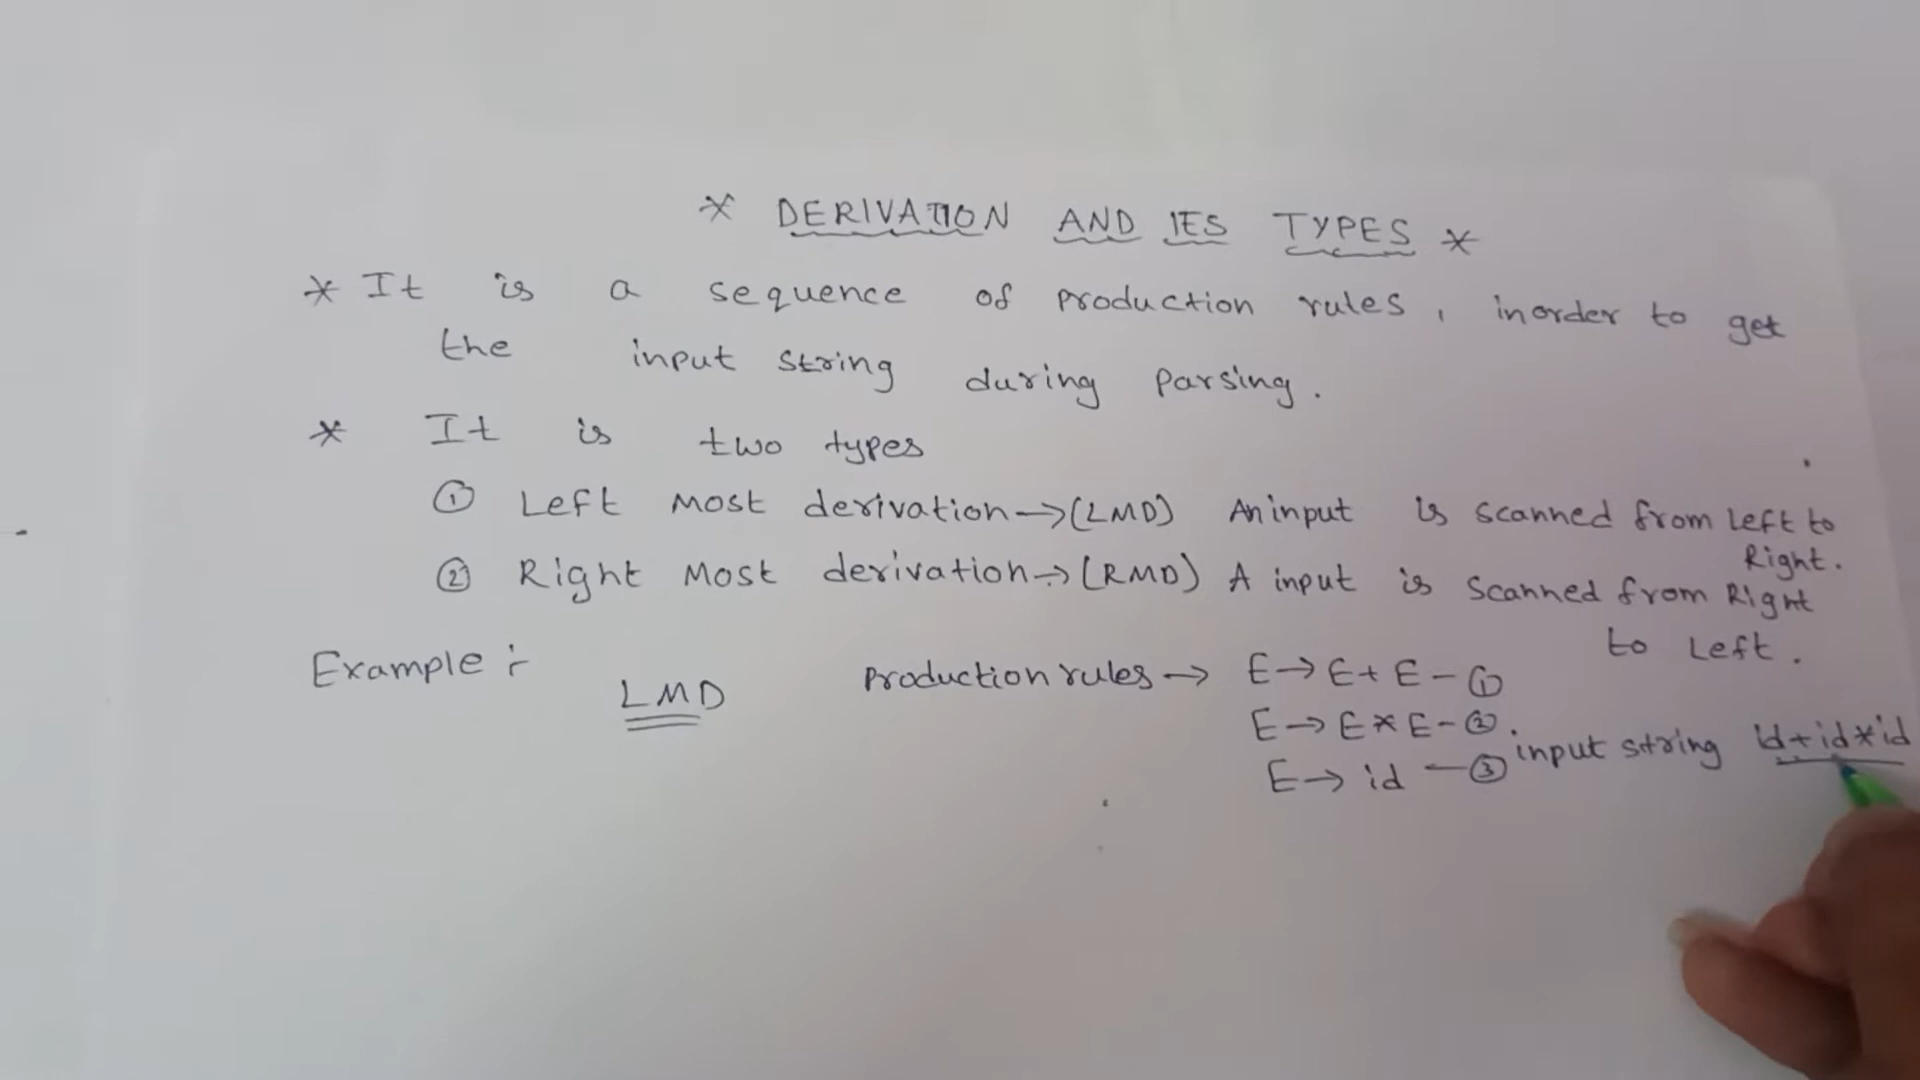 * DERIVATION AND ITS TYPES *
* It is a sequence of production rules, inorder to get
the input string during parsing.
* It is two types
① Left most derivation → (LMD) An input is scanned from left to
Right.
② Right most derivation → (RMD) A input is scanned from Right
to Left.
Example :-
LMD
Production rules → E → E + E - ①
E → E * E - ②.
E → id - ③
input string id+id*id